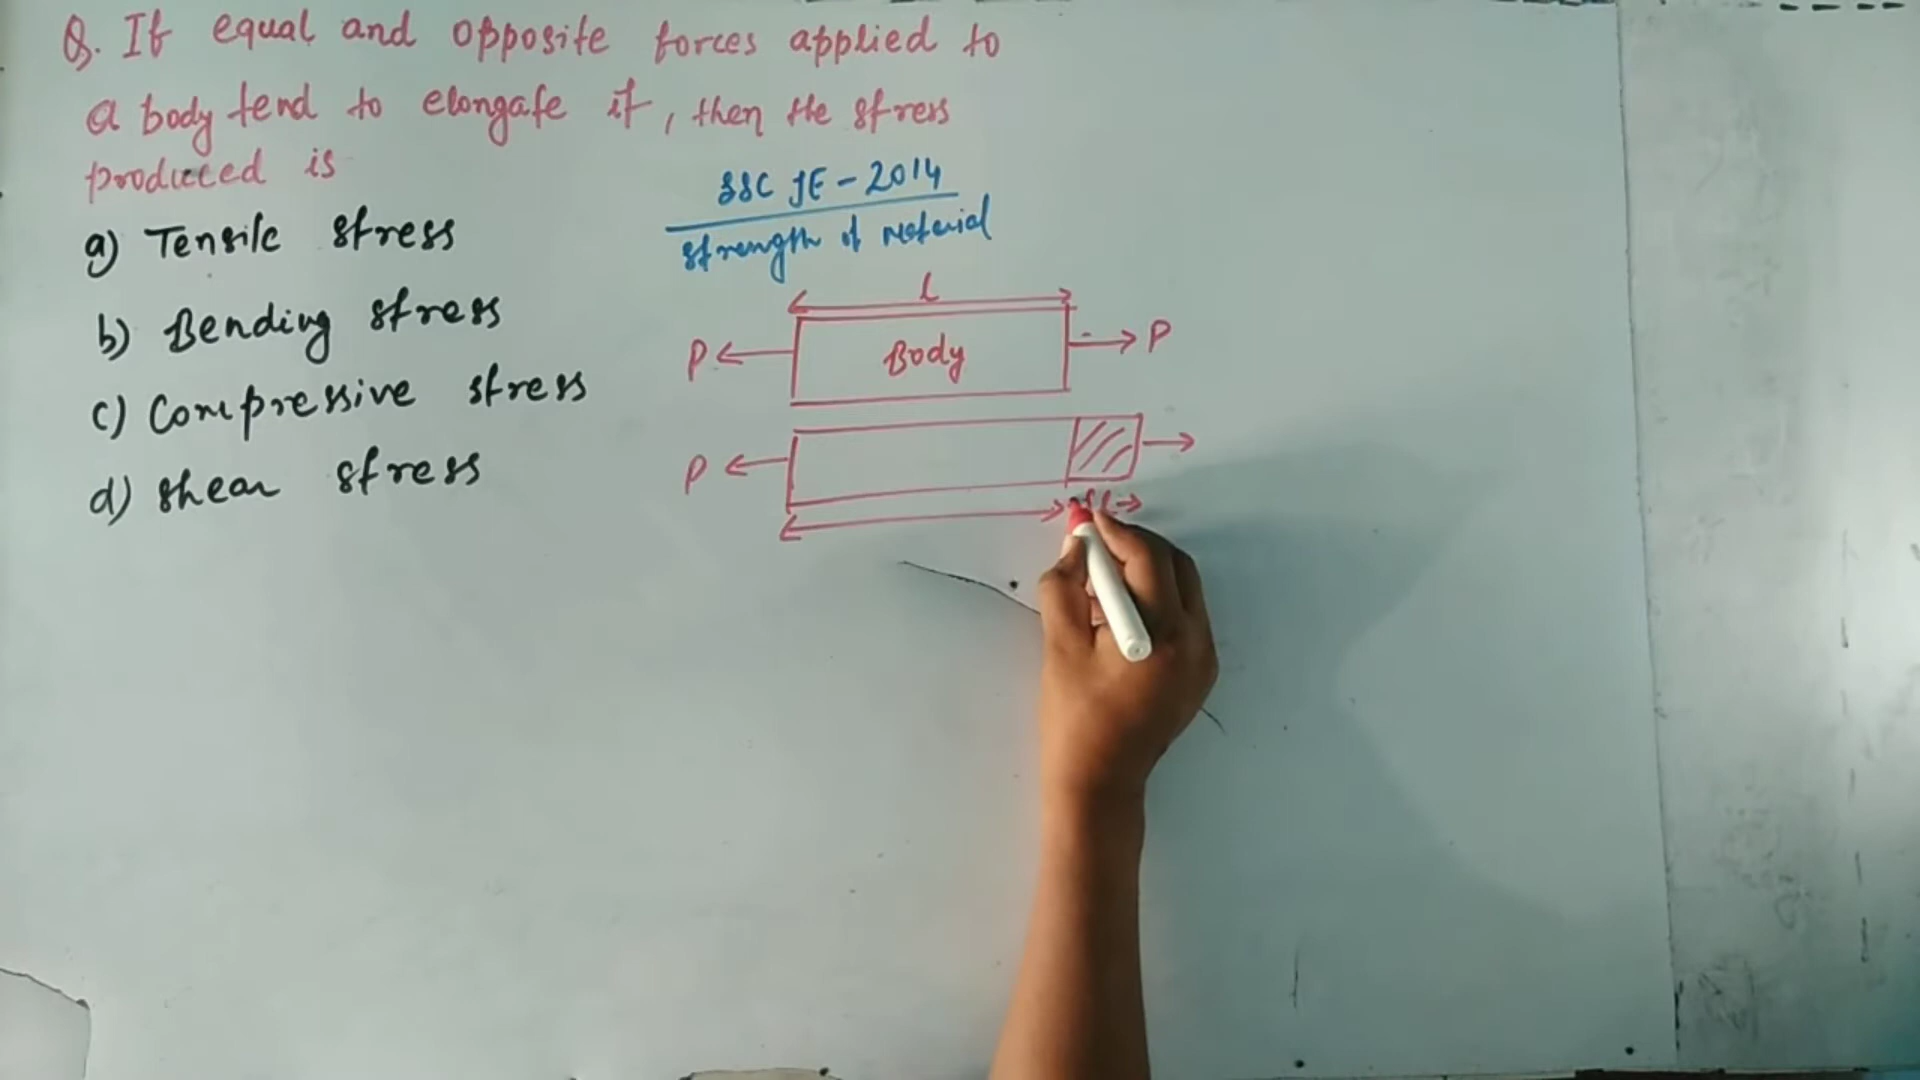 Q. If equal and opposite forces applied to
a body tend to elongate it, then the stress
produced is
SSC JE - 2014
strength of material
a) Tensile stress
b) Bending stress
c) Compressive stress
d) shear stress
l
P Body P
P
δl